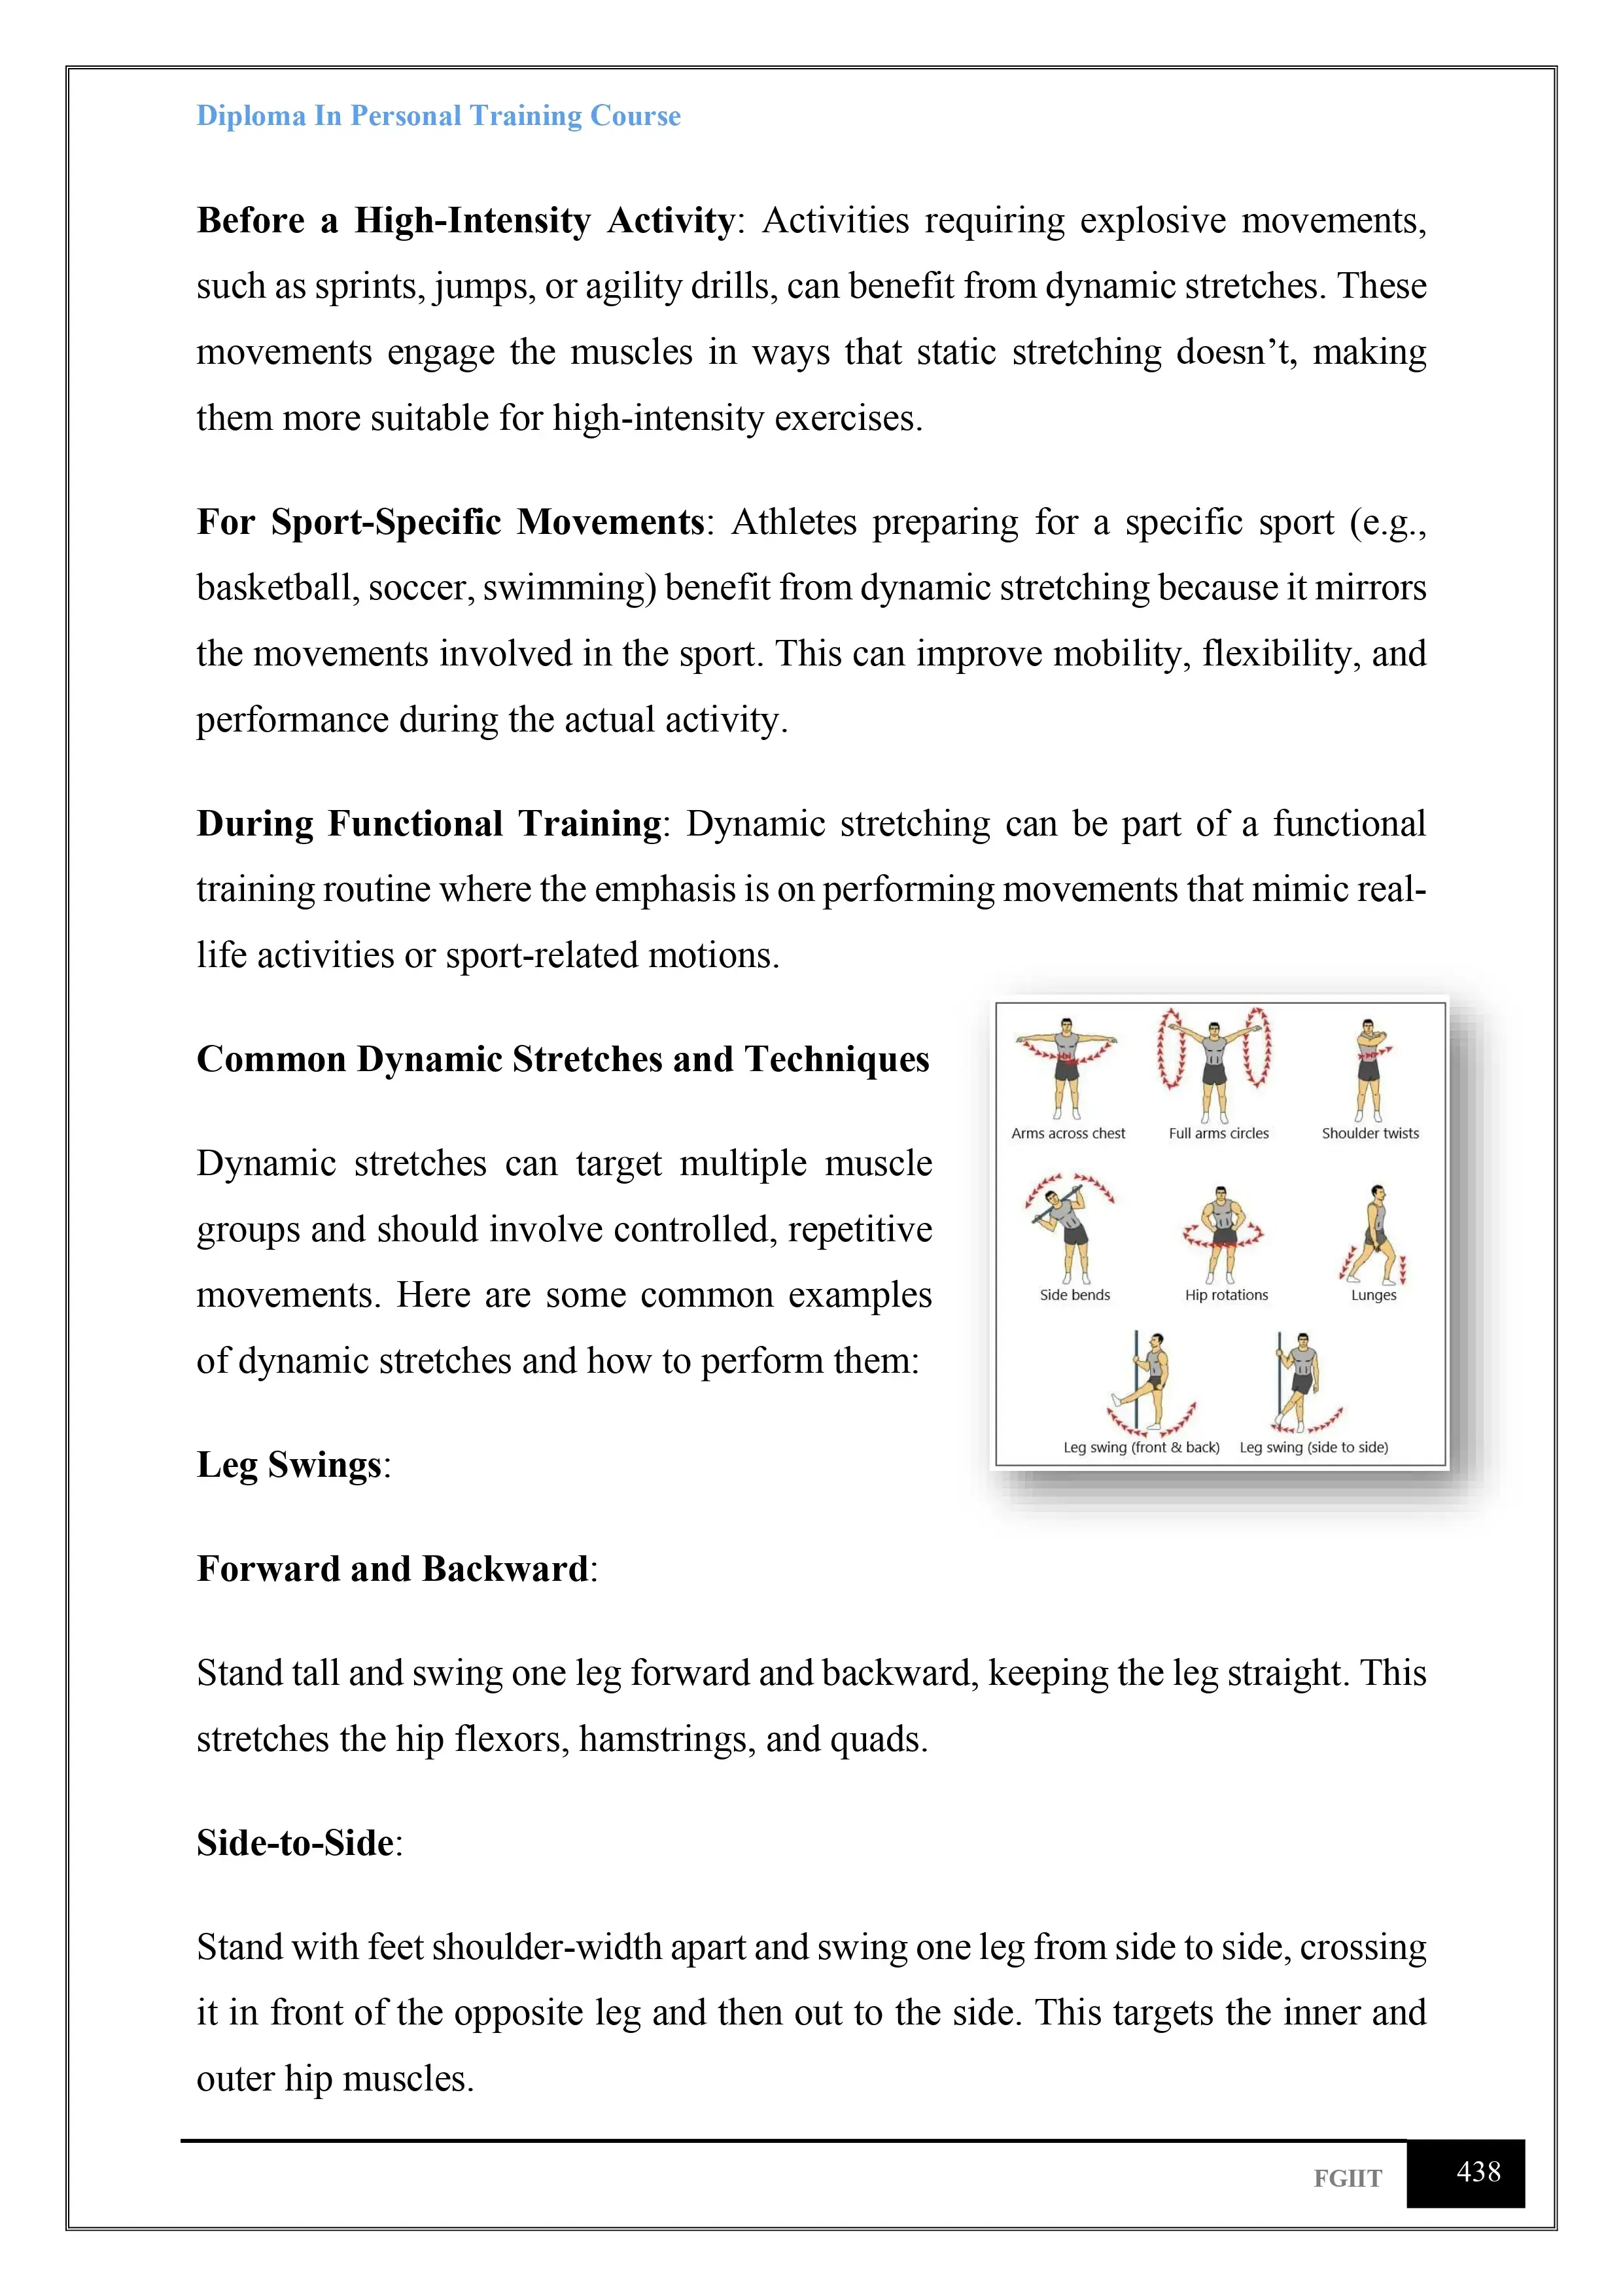 Diploma In Personal Training Course
Before a High-Intensity Activity: Activities requiring explosive movements,
such as sprints, jumps, or agility drills, can benefit from dynamic stretches. These
movements engage the muscles in ways that static stretching doesn’t, making
them more suitable for high-intensity exercises.
For Sport-Specific Movements: Athletes preparing for a specific sport (e.g.,
basketball, soccer, swimming) benefit from dynamic stretching because it mirrors
the movements involved in the sport. This can improve mobility, flexibility, and
performance during the actual activity.
During Functional Training: Dynamic stretching can be part of a functional
training routine where the emphasis is on performing movements that mimic real-
life activities or sport-related motions.
Common Dynamic Stretches and Techniques
Dynamic stretches can target multiple muscle
groups and should involve controlled, repetitive
movements. Here are some common examples
of dynamic stretches and how to perform them:
Arms across chest Full arms circles Shoulder twists
Side bends Hip rotations Lunges
Leg swing (front & back) Leg swing (side to side)
Leg Swings:
Forward and Backward:
Stand tall and swing one leg forward and backward, keeping the leg straight. This
stretches the hip flexors, hamstrings, and quads.
Side-to-Side:
Stand with feet shoulder-width apart and swing one leg from side to side, crossing
it in front of the opposite leg and then out to the side. This targets the inner and
outer hip muscles.
FGIIT 438